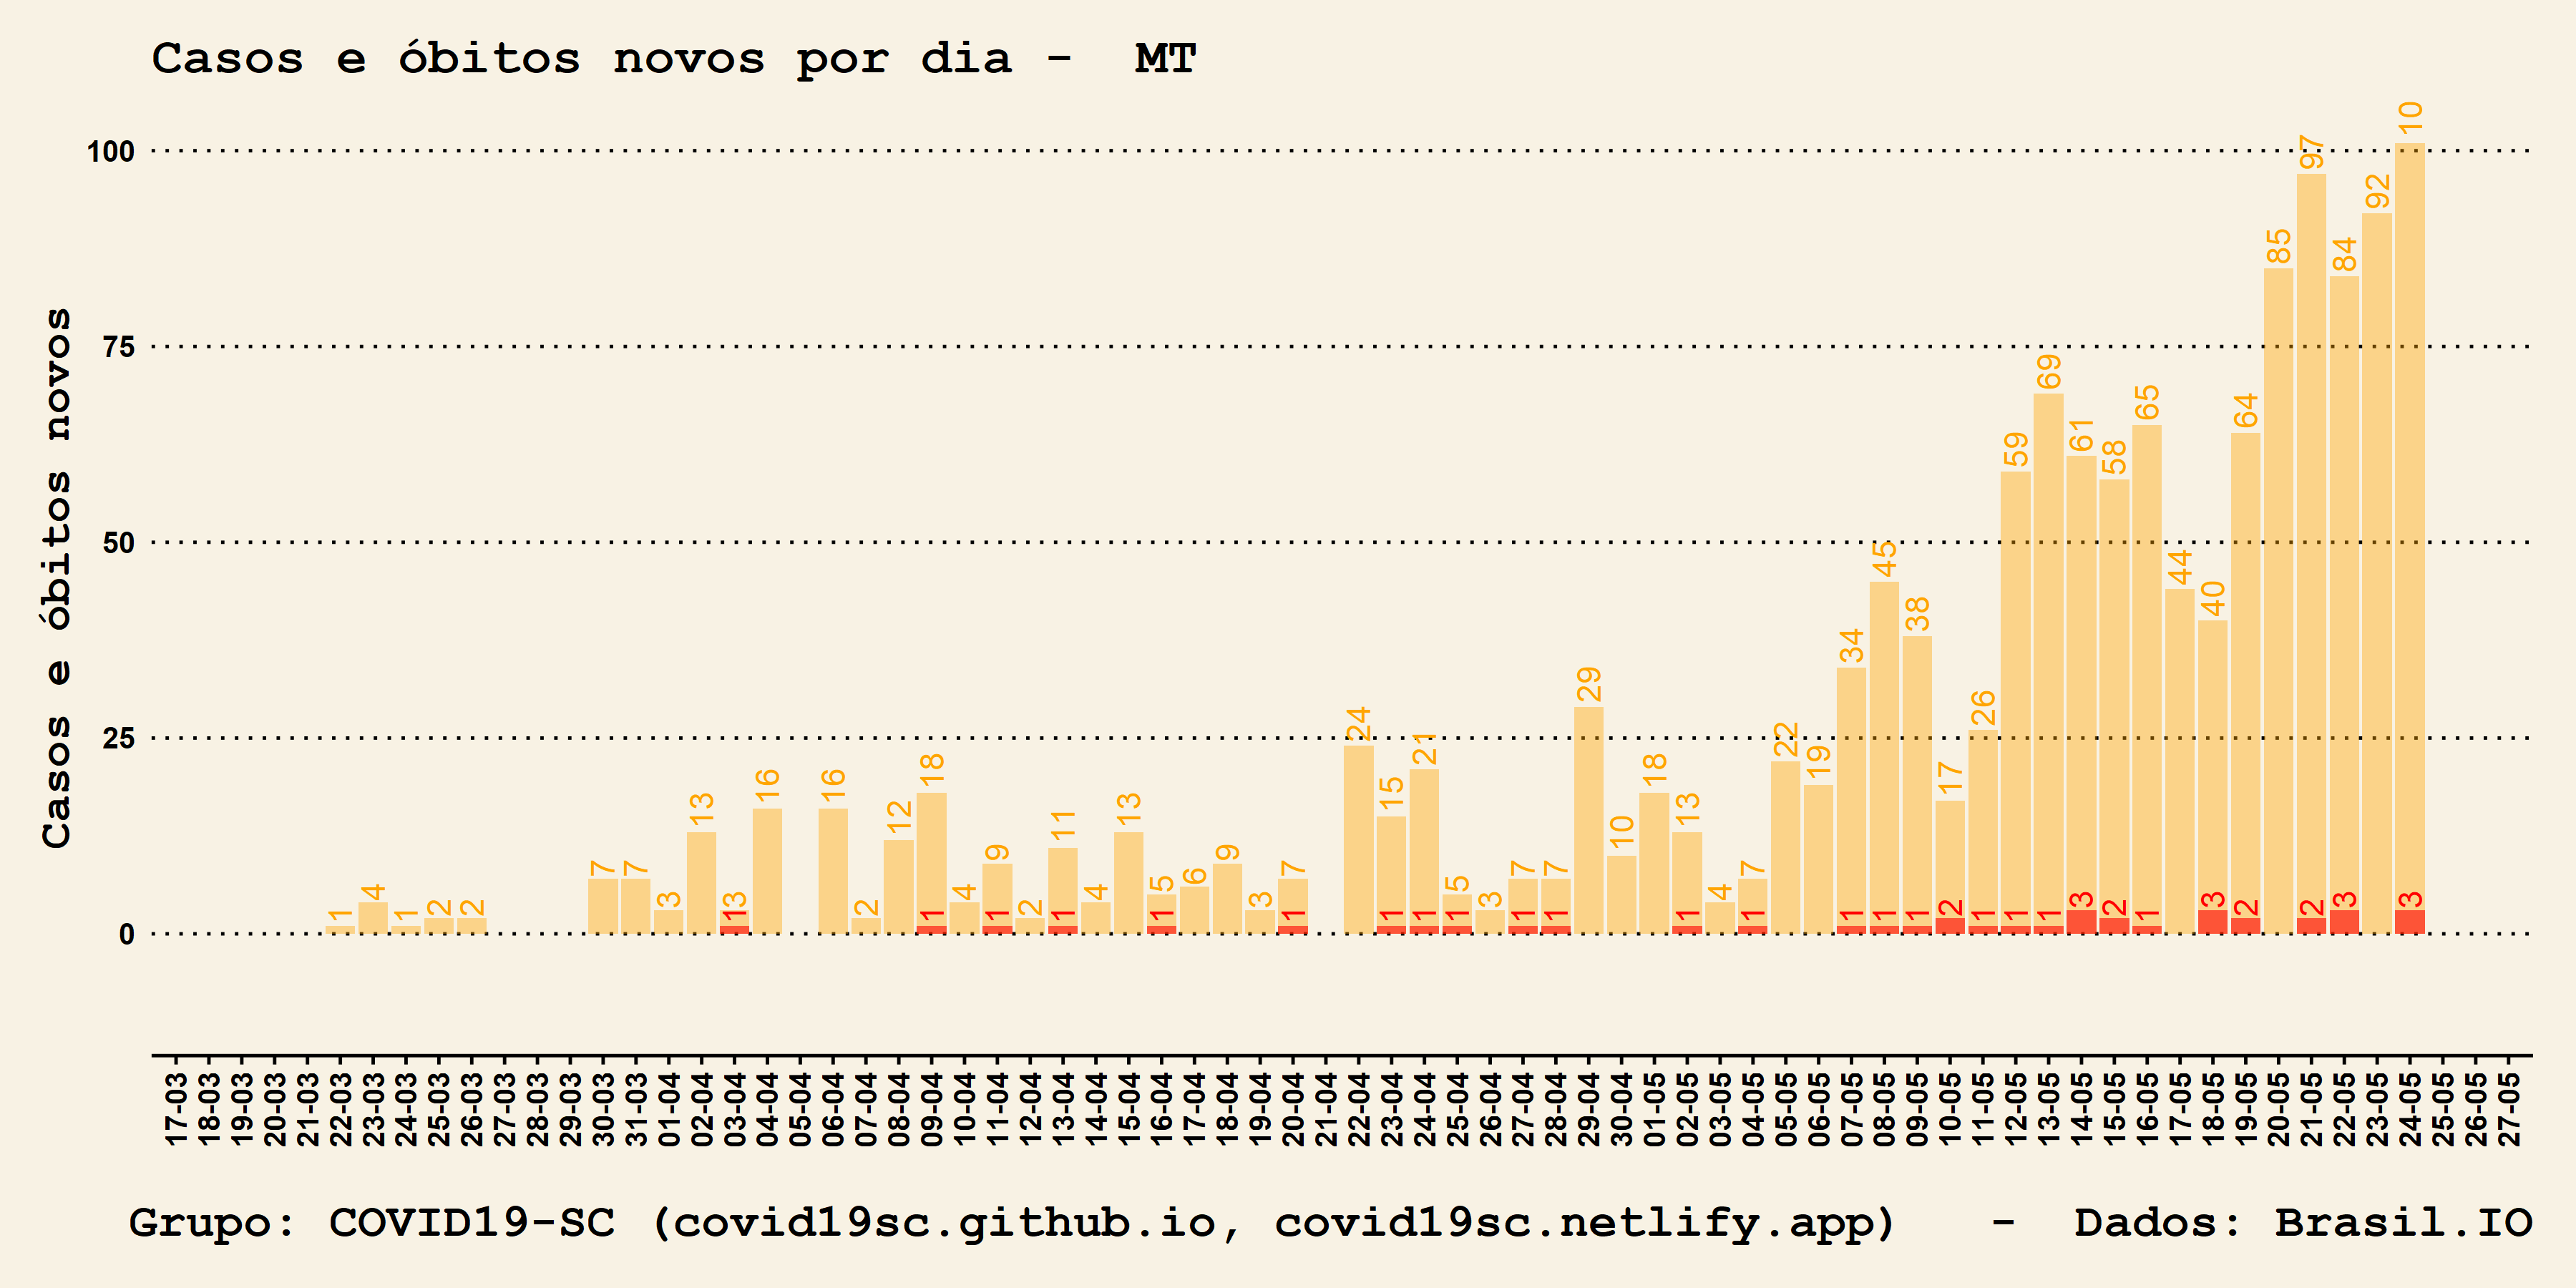 Casos e óbitos novos por dia - MT
Casos e óbitos novos
100
75
50
25
0
1 4 1 2 2 7 7 3 13 3 16 16 2 12 18 4 9 2 11 4 13 5 6 9 3 7 24 15 21 5 3 7 7 29 10 18 13 4 7 22 19 34 45 38 17 26 59 69 61 58 65 44 40 64 85 97 84 92 10
1 1 1 1 1 1 1 1 1 1 1 1 1 1 1 1 2 1 1 1 3 2 1 3 2 2 3 3
17-03 18-03 19-03 20-03 21-03 22-03 23-03 24-03 25-03 26-03 27-03 28-03 29-03 30-03 31-03 01-04 02-04 03-04 04-04 05-04 06-04 07-04 08-04 09-04 10-04 11-04 12-04 13-04 14-04 15-04 16-04 17-04 18-04 19-04 20-04 21-04 22-04 23-04 24-04 25-04 26-04 27-04 28-04 29-04 30-04 01-05 02-05 03-05 04-05 05-05 06-05 07-05 08-05 09-05 10-05 11-05 12-05 13-05 14-05 15-05 16-05 17-05 18-05 19-05 20-05 21-05 22-05 23-05 24-05 25-05 26-05 27-05
Grupo: COVID19-SC (covid19sc.github.io, covid19sc.netlify.app) - Dados: Brasil.IO